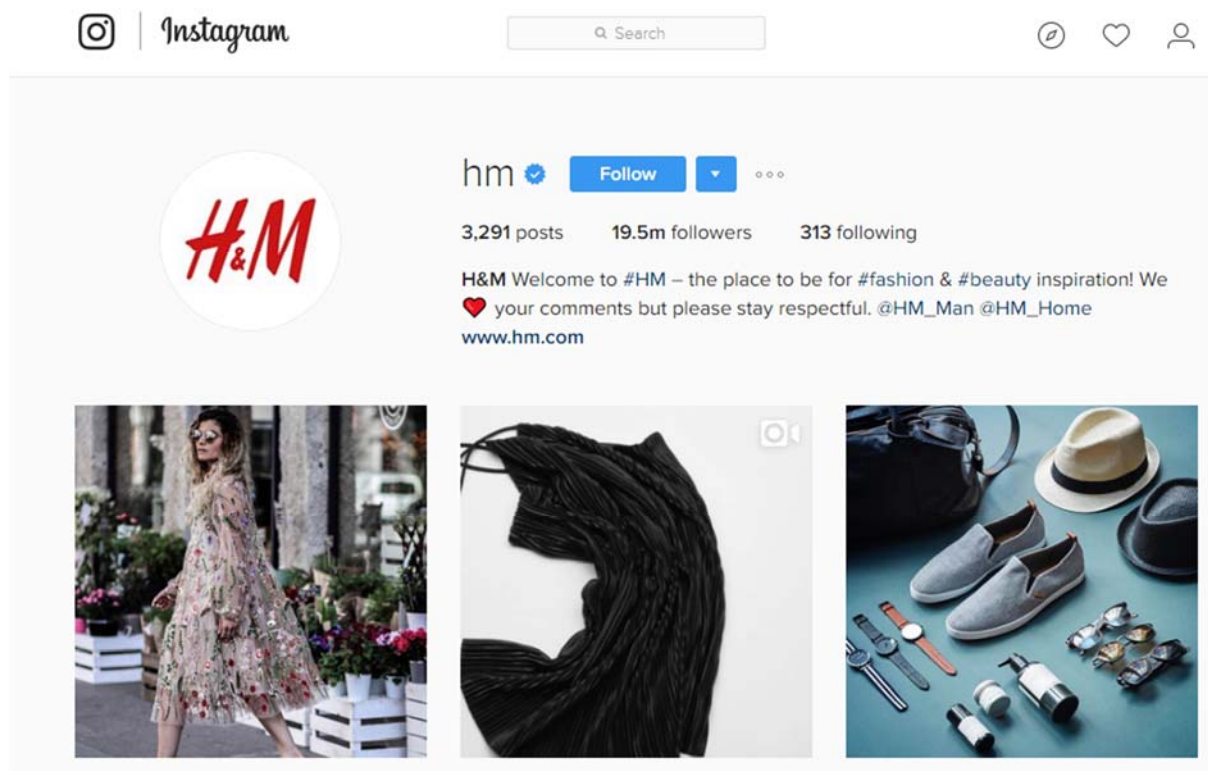 Instagram
Search
hm
Follow
3,291 posts 19.5m followers 313 following
H&M Welcome to #HM – the place to be for #fashion & #beauty inspiration! We
❤ your comments but please stay respectful. @HM_Man @HM_Home
www.hm.com
H&M